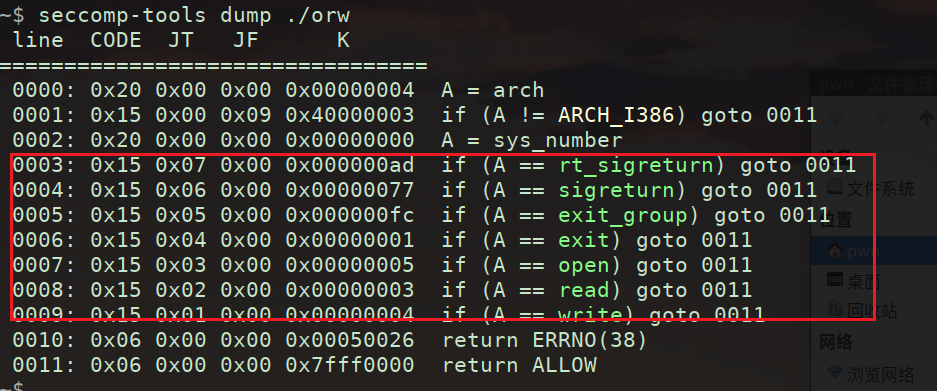 ~$ seccomp-tools dump ./orw
line CODE JT JF K
=================================
0000: 0x20 0x00 0x00 0x00000004 A = arch
0001: 0x15 0x00 0x09 0x40000003 if (A != ARCH_I386) goto 0011
0002: 0x20 0x00 0x00 0x00000000 A = sys_number
0003: 0x15 0x07 0x00 0x000000ad if (A == rt_sigreturn) goto 0011
0004: 0x15 0x06 0x00 0x00000077 if (A == sigreturn) goto 0011
0005: 0x15 0x05 0x00 0x000000fc if (A == exit_group) goto 0011
0006: 0x15 0x04 0x00 0x00000001 if (A == exit) goto 0011
0007: 0x15 0x03 0x00 0x00000005 if (A == open) goto 0011
0008: 0x15 0x02 0x00 0x00000003 if (A == read) goto 0011
0009: 0x15 0x01 0x00 0x00000004 if (A == write) goto 0011
0010: 0x06 0x00 0x00 0x00050026 return ERRNO(38)
0011: 0x06 0x00 0x00 0x7fff0000 return ALLOW
~$
pwn - 文件管理
文件系统
位置
pwn
桌面
回收站
网络
浏览网络